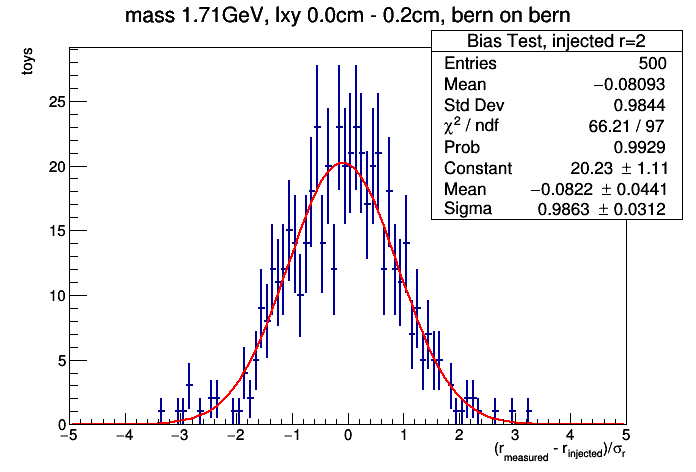 mass 1.71GeV, lxy 0.0cm - 0.2cm, bern on bern
toys
Bias Test, injected r=2
Entries 500
Mean −0.08093
Std Dev 0.9844
χ² / ndf 66.21 / 97
Prob 0.9929
Constant 20.23 ± 1.11
Mean −0.0822 ± 0.0441
Sigma 0.9863 ± 0.0312
25
20
15
10
5
0
−5 −4 −3 −2 −1 0 1 2 3 4 5
(r_measured - r_injected)/σ_r